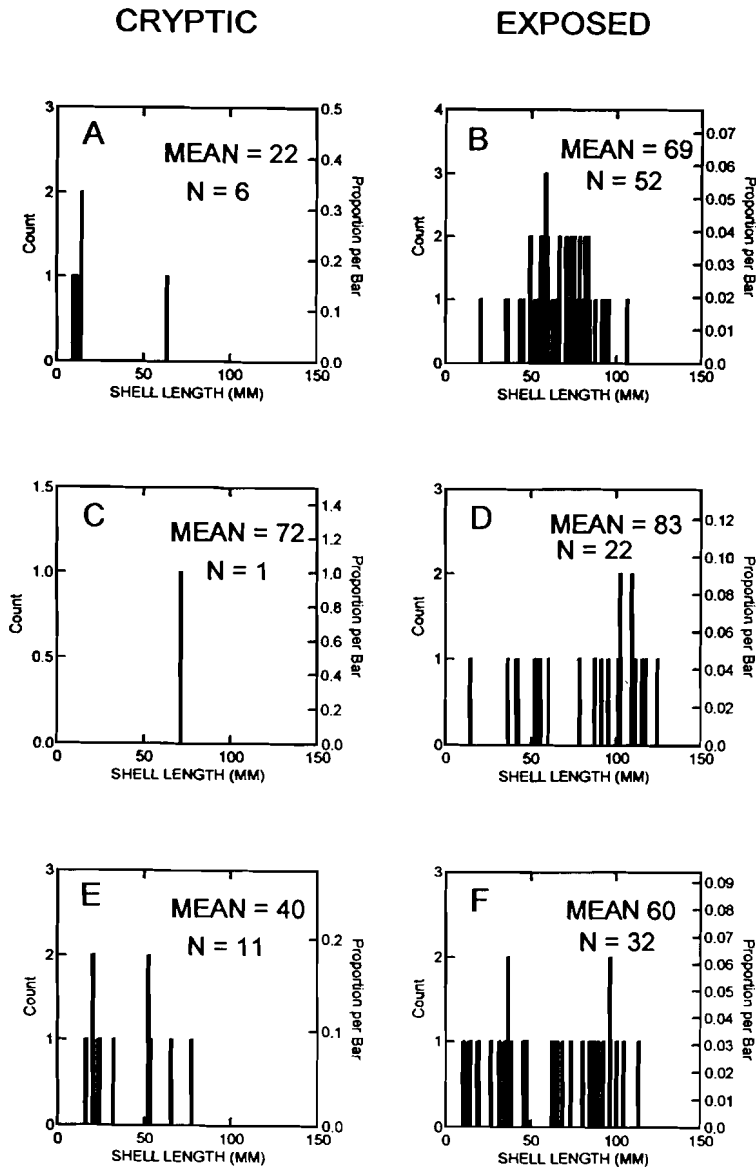 CRYPTIC
EXPOSED
A
MEAN = 22
N = 6
Count
3
2
1
0
Proportion per Bar
0.5
0.4
0.3
0.2
0.1
0.0
0 50 100 150
SHELL LENGTH (MM)
B
MEAN = 69
N = 52
Count
4
3
2
1
0
Proportion per Bar
0.07
0.06
0.05
0.04
0.03
0.02
0.01
0.00
0 50 100 150
SHELL LENGTH (MM)
C
MEAN = 72
N = 1
Count
1.5
1.0
0.5
0.0
Proportion per Bar
1.4
1.2
1.0
0.8
0.6
0.4
0.2
0.0
0 50 100 150
SHELL LENGTH (MM)
D
MEAN = 83
N = 22
Count
3
2
1
0
Proportion per Bar
0.12
0.10
0.08
0.06
0.04
0.02
0.00
0 50 100 150
SHELL LENGTH (MM)
E
MEAN = 40
N = 11
Count
3
2
1
0
Proportion per Bar
0.2
0.1
0.0
0 50 100 150
SHELL LENGTH (MM)
F
MEAN 60
N = 32
Count
3
2
1
0
Proportion per Bar
0.09
0.08
0.07
0.06
0.05
0.04
0.03
0.02
0.01
0.00
0 50 100 150
SHELL LENGTH (MM)